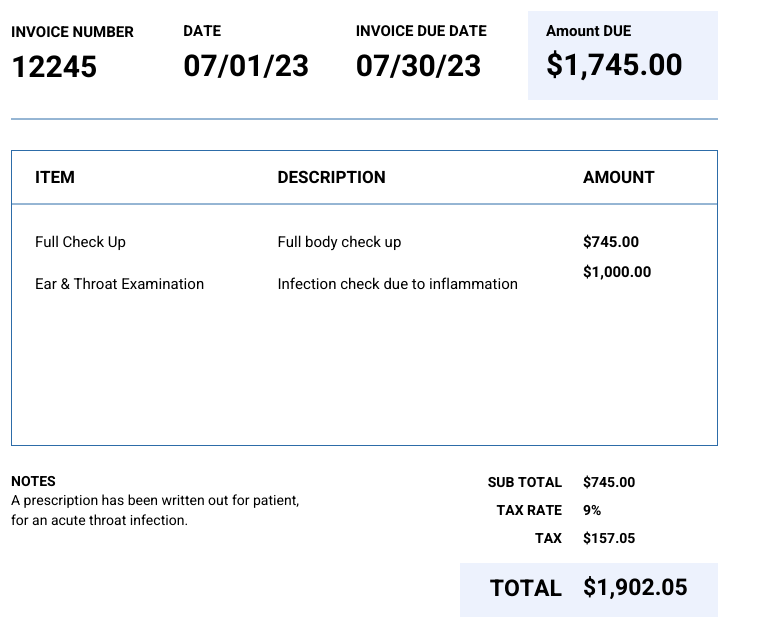 INVOICE NUMBER DATE INVOICE DUE DATE Amount DUE
12245 07/01/23 07/30/23 $1,745.00
ITEM DESCRIPTION AMOUNT
Full Check Up Full body check up $745.00
$1,000.00
Ear & Throat Examination Infection check due to inflammation
NOTES
A prescription has been written out for patient,
for an acute throat infection.
SUB TOTAL $745.00
TAX RATE 9%
TAX $157.05
TOTAL $1,902.05